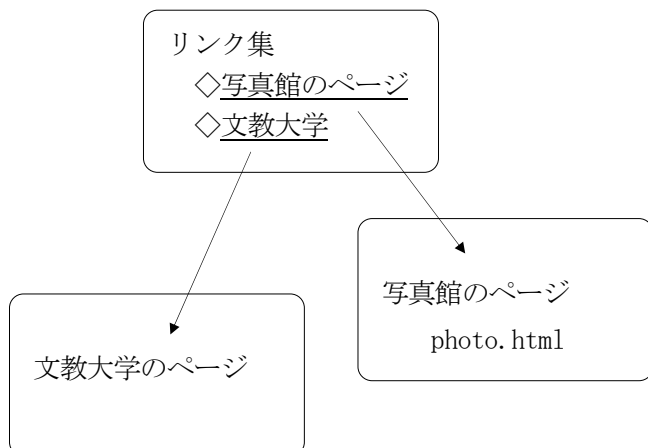 リンク集
◇写真館のページ
◇文教大学
写真館のページ
photo.html
文教大学のページ